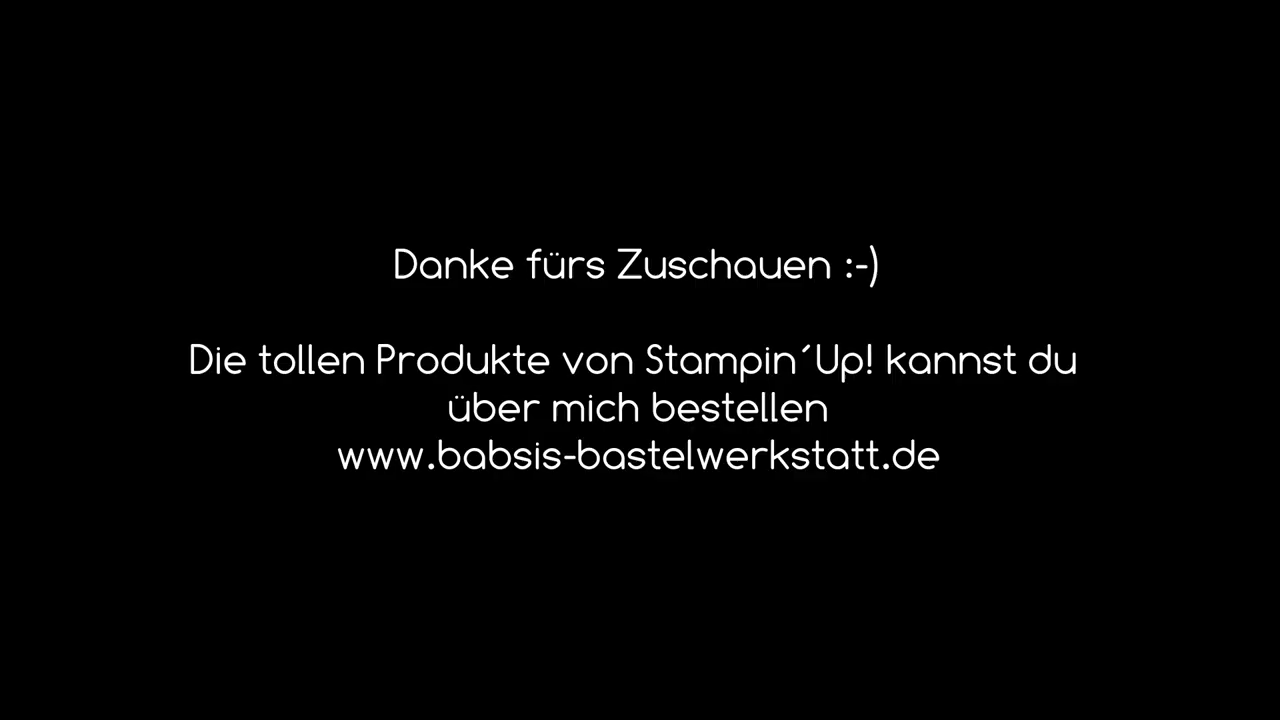 Danke fürs Zuschauen :-)
Die tollen Produkte von Stampin´Up! kannst du
über mich bestellen
www.babsis-bastelwerkstatt.de